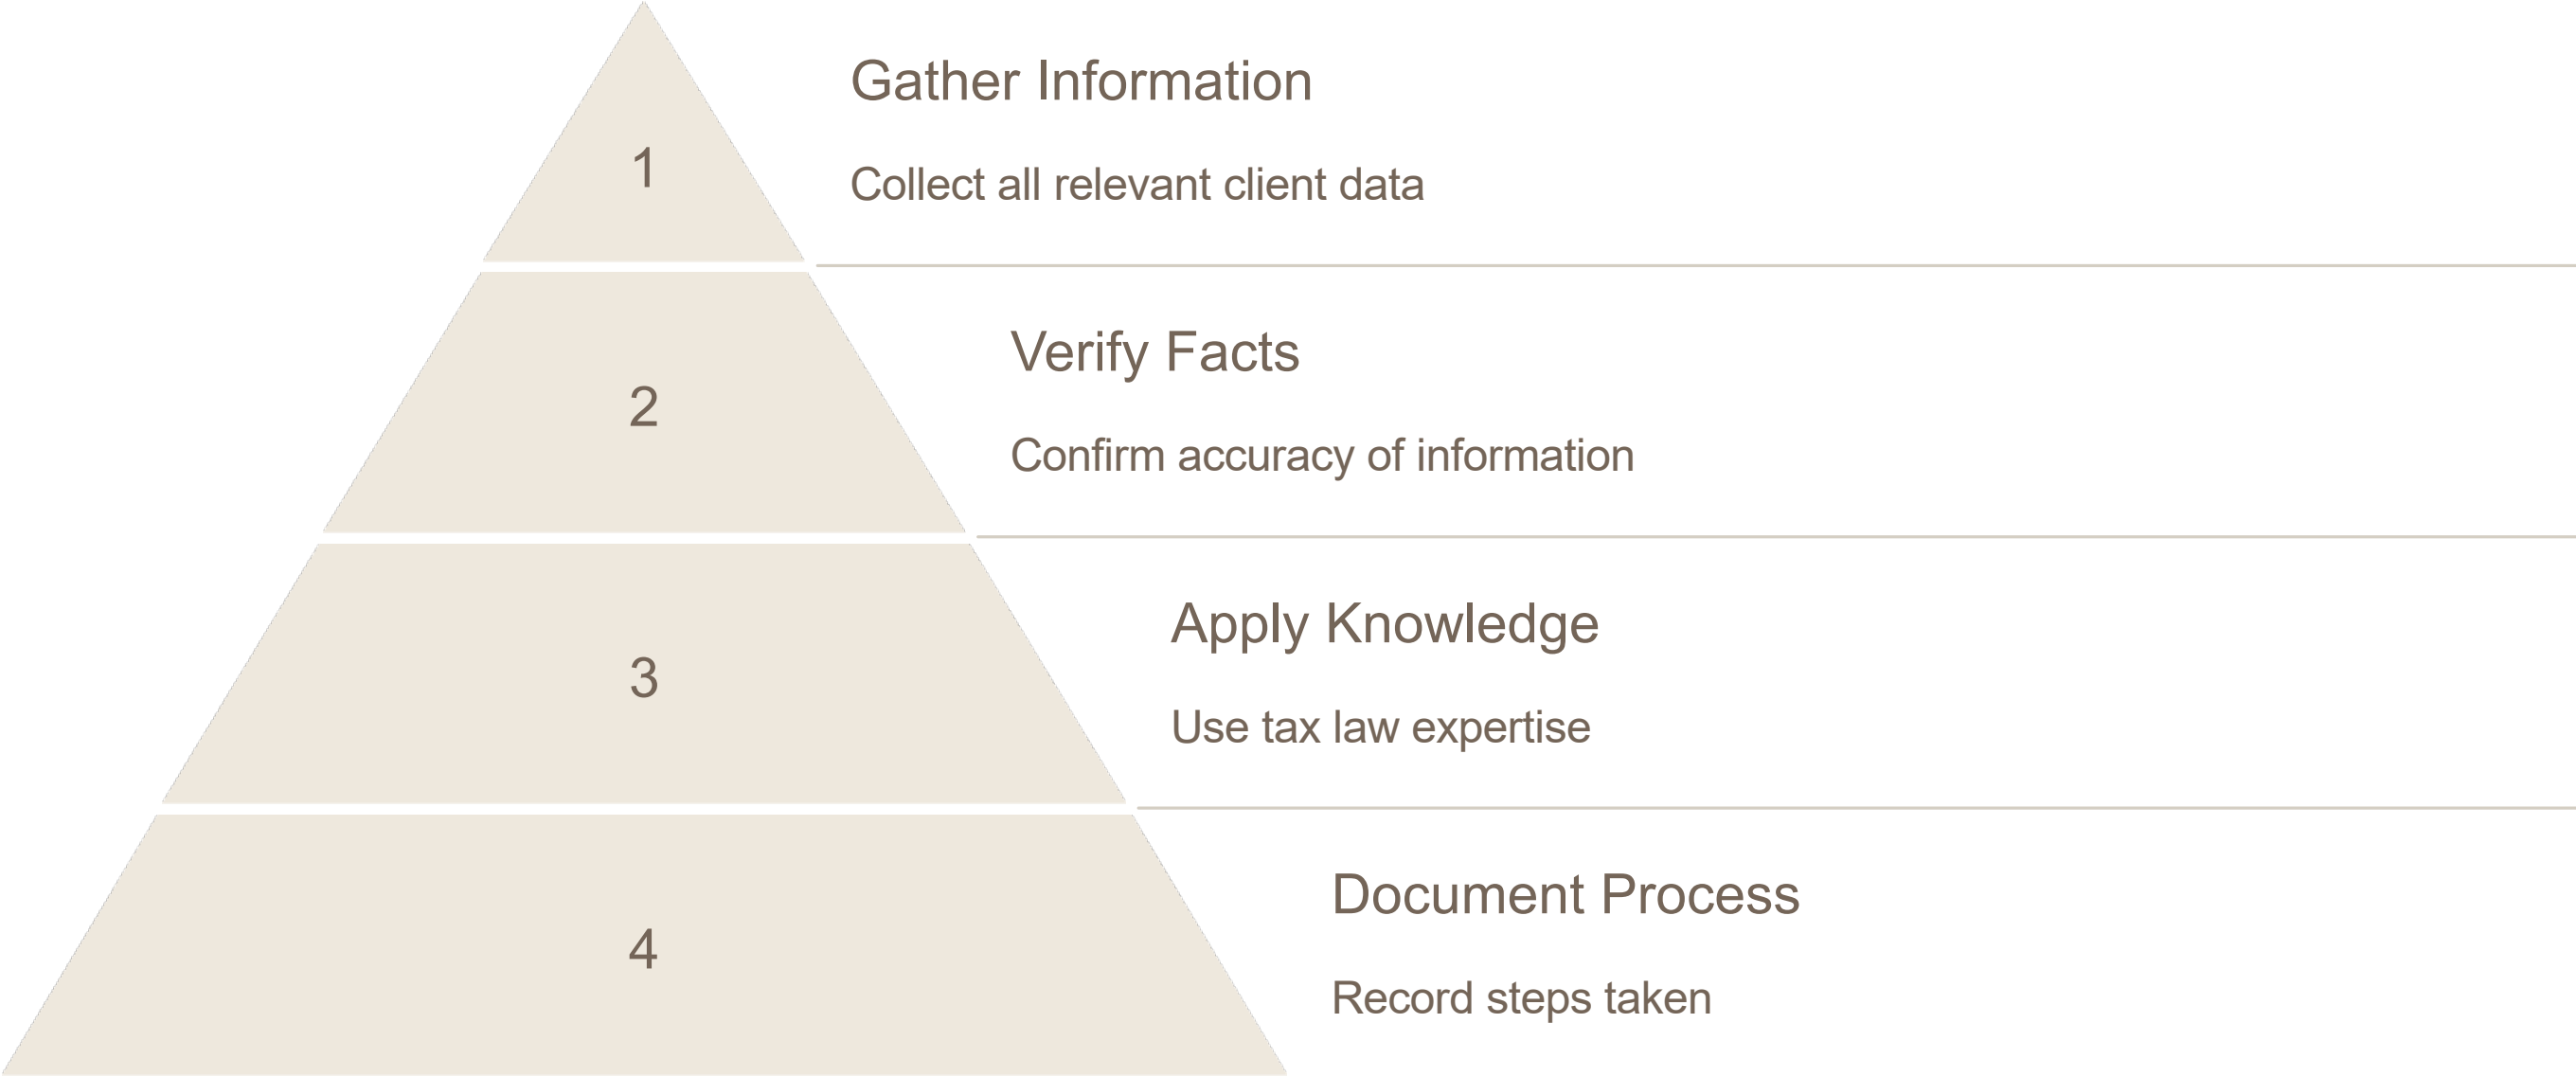 1
Gather Information
Collect all relevant client data
2
Verify Facts
Confirm accuracy of information
3
Apply Knowledge
Use tax law expertise
4
Document Process
Record steps taken